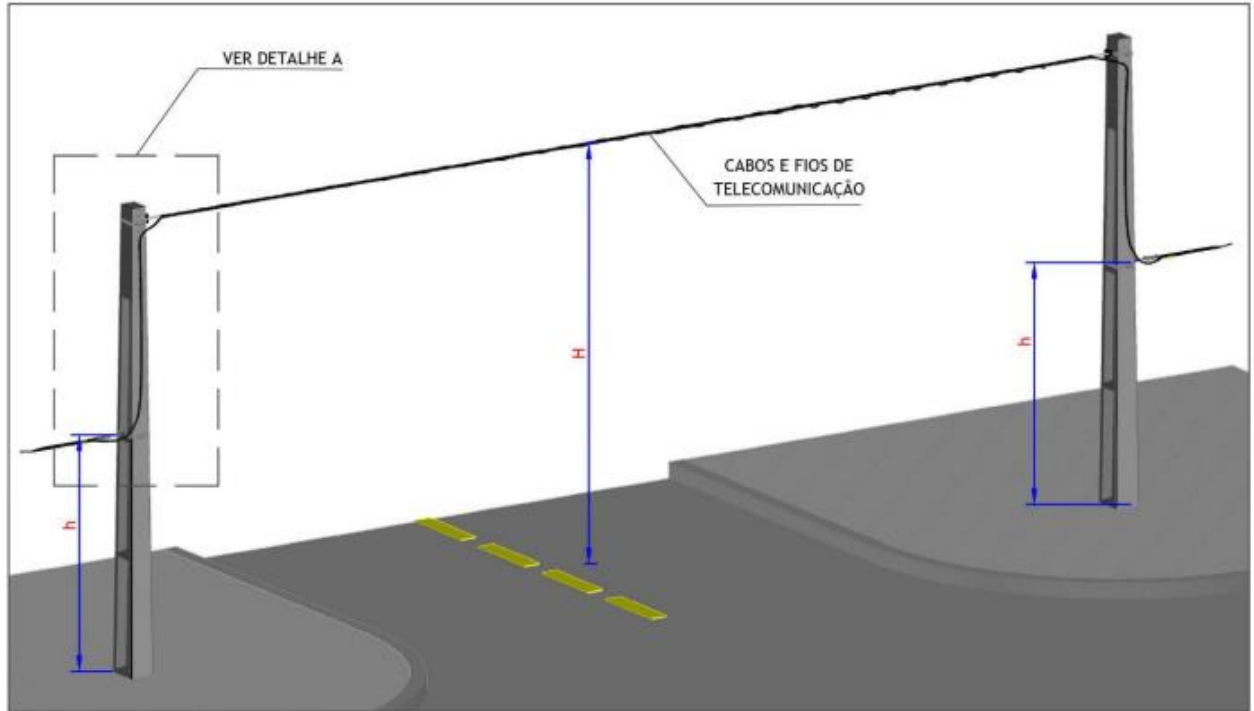 VER DETALHE A
CABOS E FIOS DE
TELECOMUNICAÇÃO
H
h
h